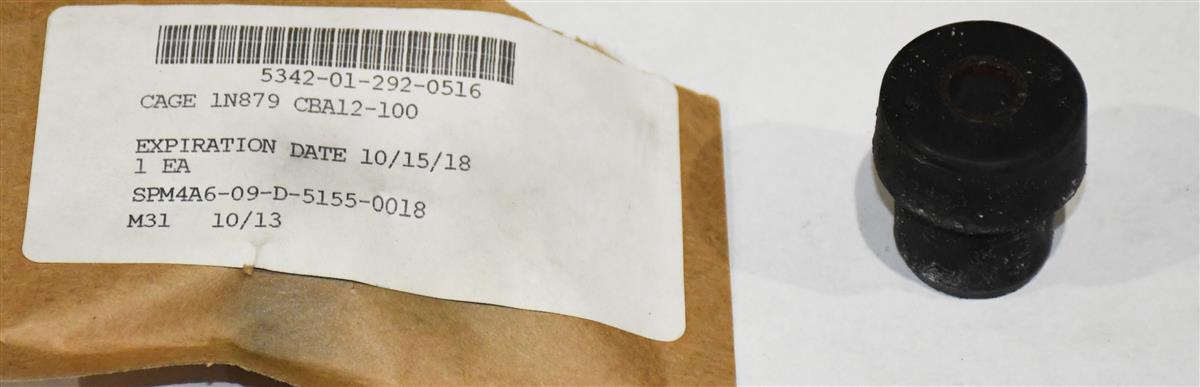 5342-01-292-0516
CAGE 1N879 CBA12-100
EXPIRATION DATE 10/15/18
1 EA
SPM4A6-09-D-5155-0018
M31 10/13